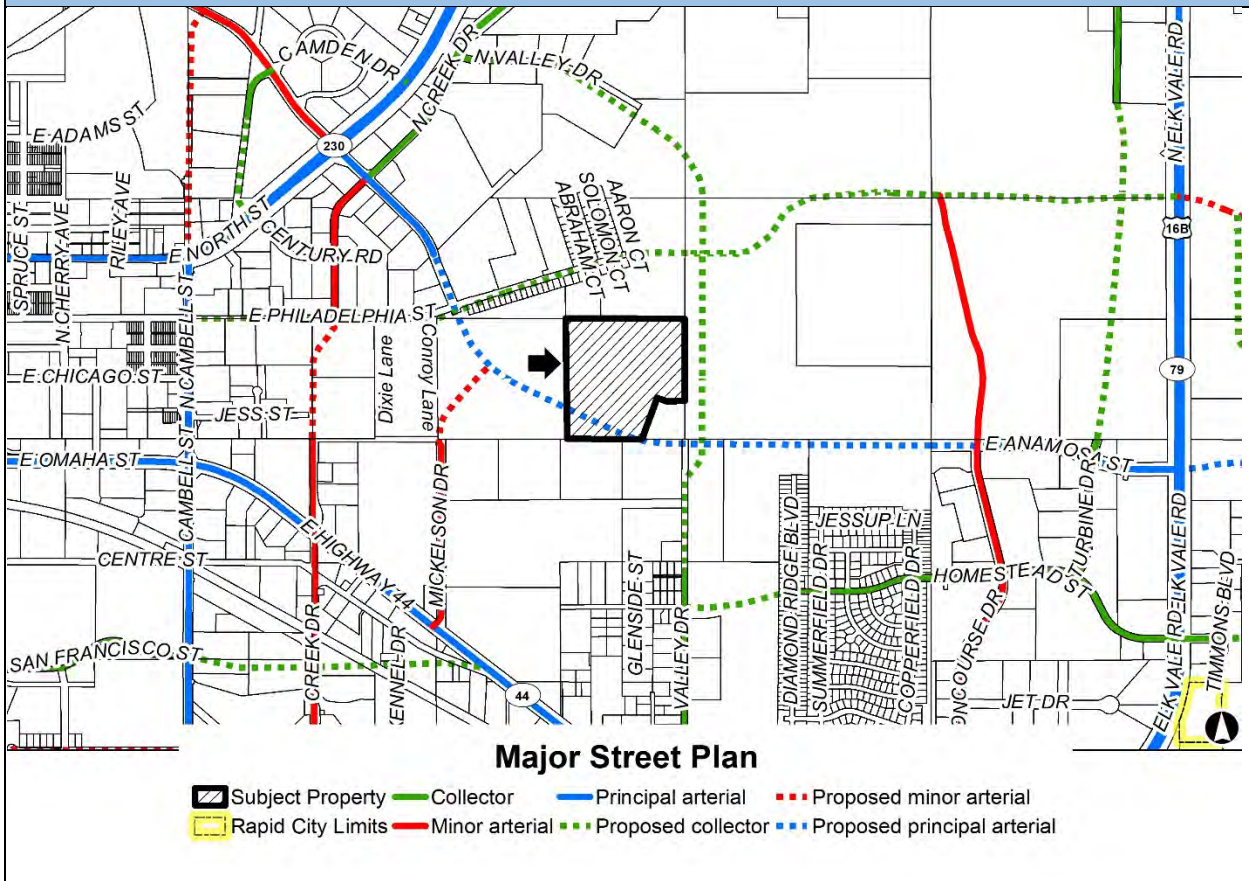 CAMDEN DR
N CREEK DR
N VALLEY DR
N ELK VALE RD
E ADAMS ST
230
SPRUCE ST
N CHERRY AVE
RILEY AVE
E NORTH ST
CENTURY RD
AARON CT
SOLOMON CT
ABRAHAM CT
16B
E PHILADELPHIA ST
N CAMBELL ST
Dixie Lane
Conroy Lane
79
E CHICAGO ST
JESS ST
E OMAHA ST
CAMBELL ST
E ANAMOSA ST
E HIGHWAY 44
MICKELSON DR
CENTRE ST
CREEK DR
KENNEL DR
SAN FRANCISCO ST
44
GLENSIDE ST
VALLEY DR
DIAMOND RIDGE BLVD
SUMMERFIELD DR
JESSUP LN
COPPERFIELD DR
HOMESTEAD ST
TURBINE DR
ONCOURSE DR
JET DR
ELK VALE RD
ELK VALE RD
TIMMONS BLVD
Major Street Plan
Subject Property Collector Principal arterial Proposed minor arterial
Rapid City Limits Minor arterial Proposed collector Proposed principal arterial